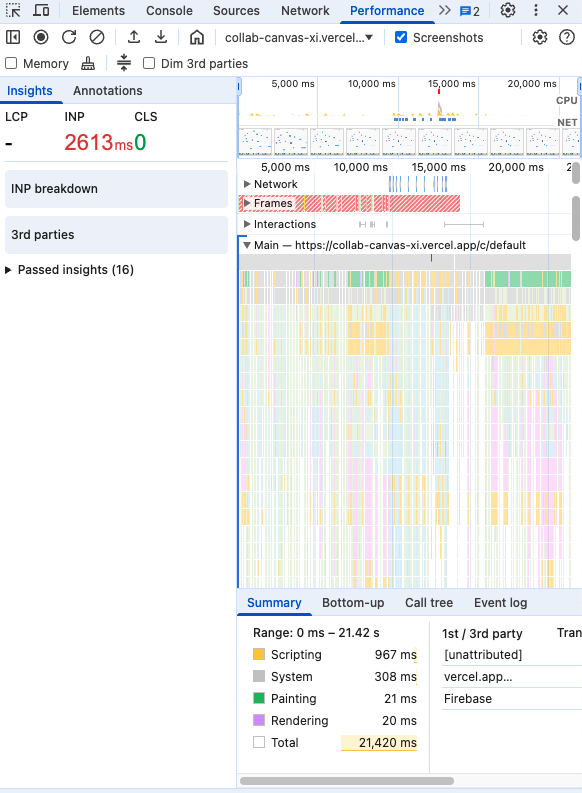 Elements Console Sources Network Performance 2
collab-canvas-xi.vercel....▼ Screenshots
Memory Dim 3rd parties
Insights Annotations
LCP INP CLS
- 2613ms 0
INP breakdown
3rd parties
Passed insights (16)
5,000 ms 10,000 ms 15,000 ms 20,000 ms
CPU
NET
5,000 ms 10,000 ms 15,000 ms 20,000 ms 2
Network
Frames
Interactions
Main — https://collab-canvas-xi.vercel.app/c/default
Summary Bottom-up Call tree Event log
Range: 0 ms – 21.42 s
Scripting 967 ms
System 308 ms
Painting 21 ms
Rendering 20 ms
Total 21,420 ms
1st / 3rd party Tran
[unattributed]
vercel.app...
Firebase